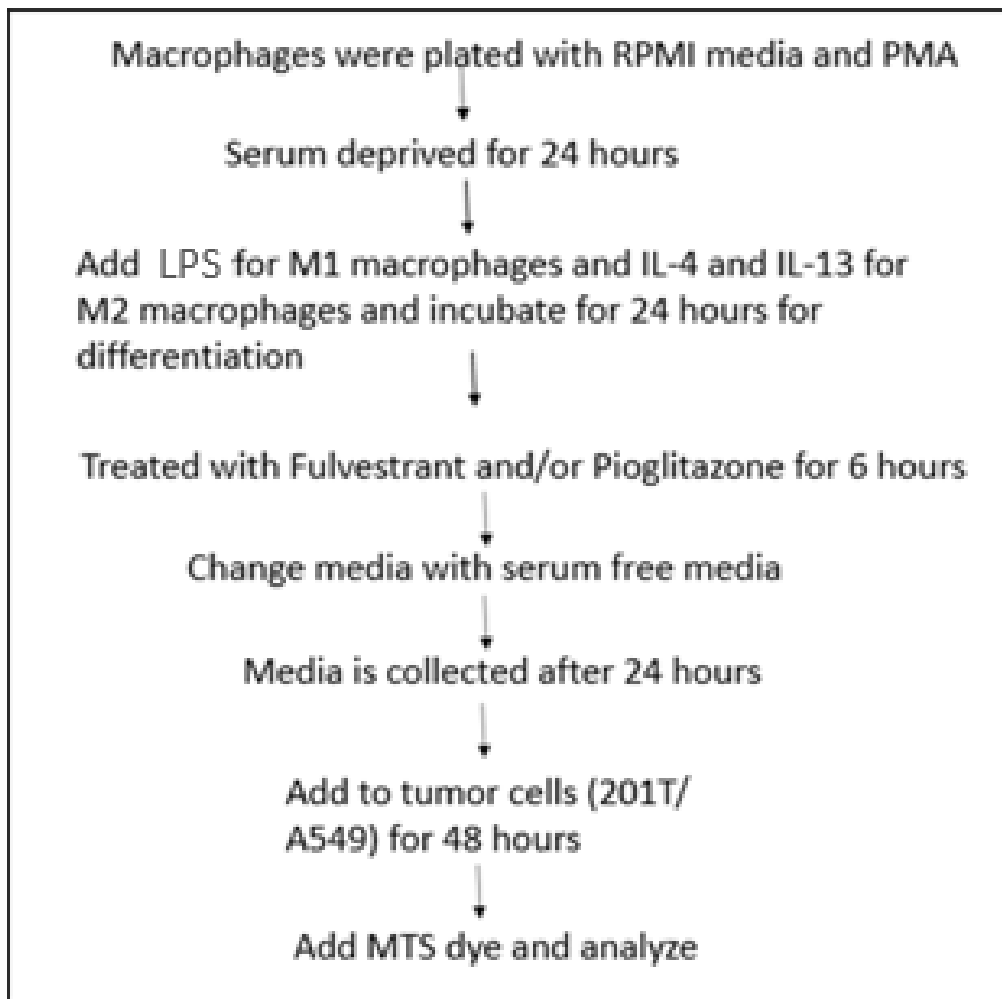 Macrophages were plated with RPMI media and PMA
Serum deprived for 24 hours
Add LPS for M1 macrophages and IL-4 and IL-13 for
M2 macrophages and incubate for 24 hours for
differentiation
Treated with Fulvestrant and/or Pioglitazone for 6 hours
Change media with serum free media
Media is collected after 24 hours
Add to tumor cells (201T/
A549) for 48 hours
Add MTS dye and analyze